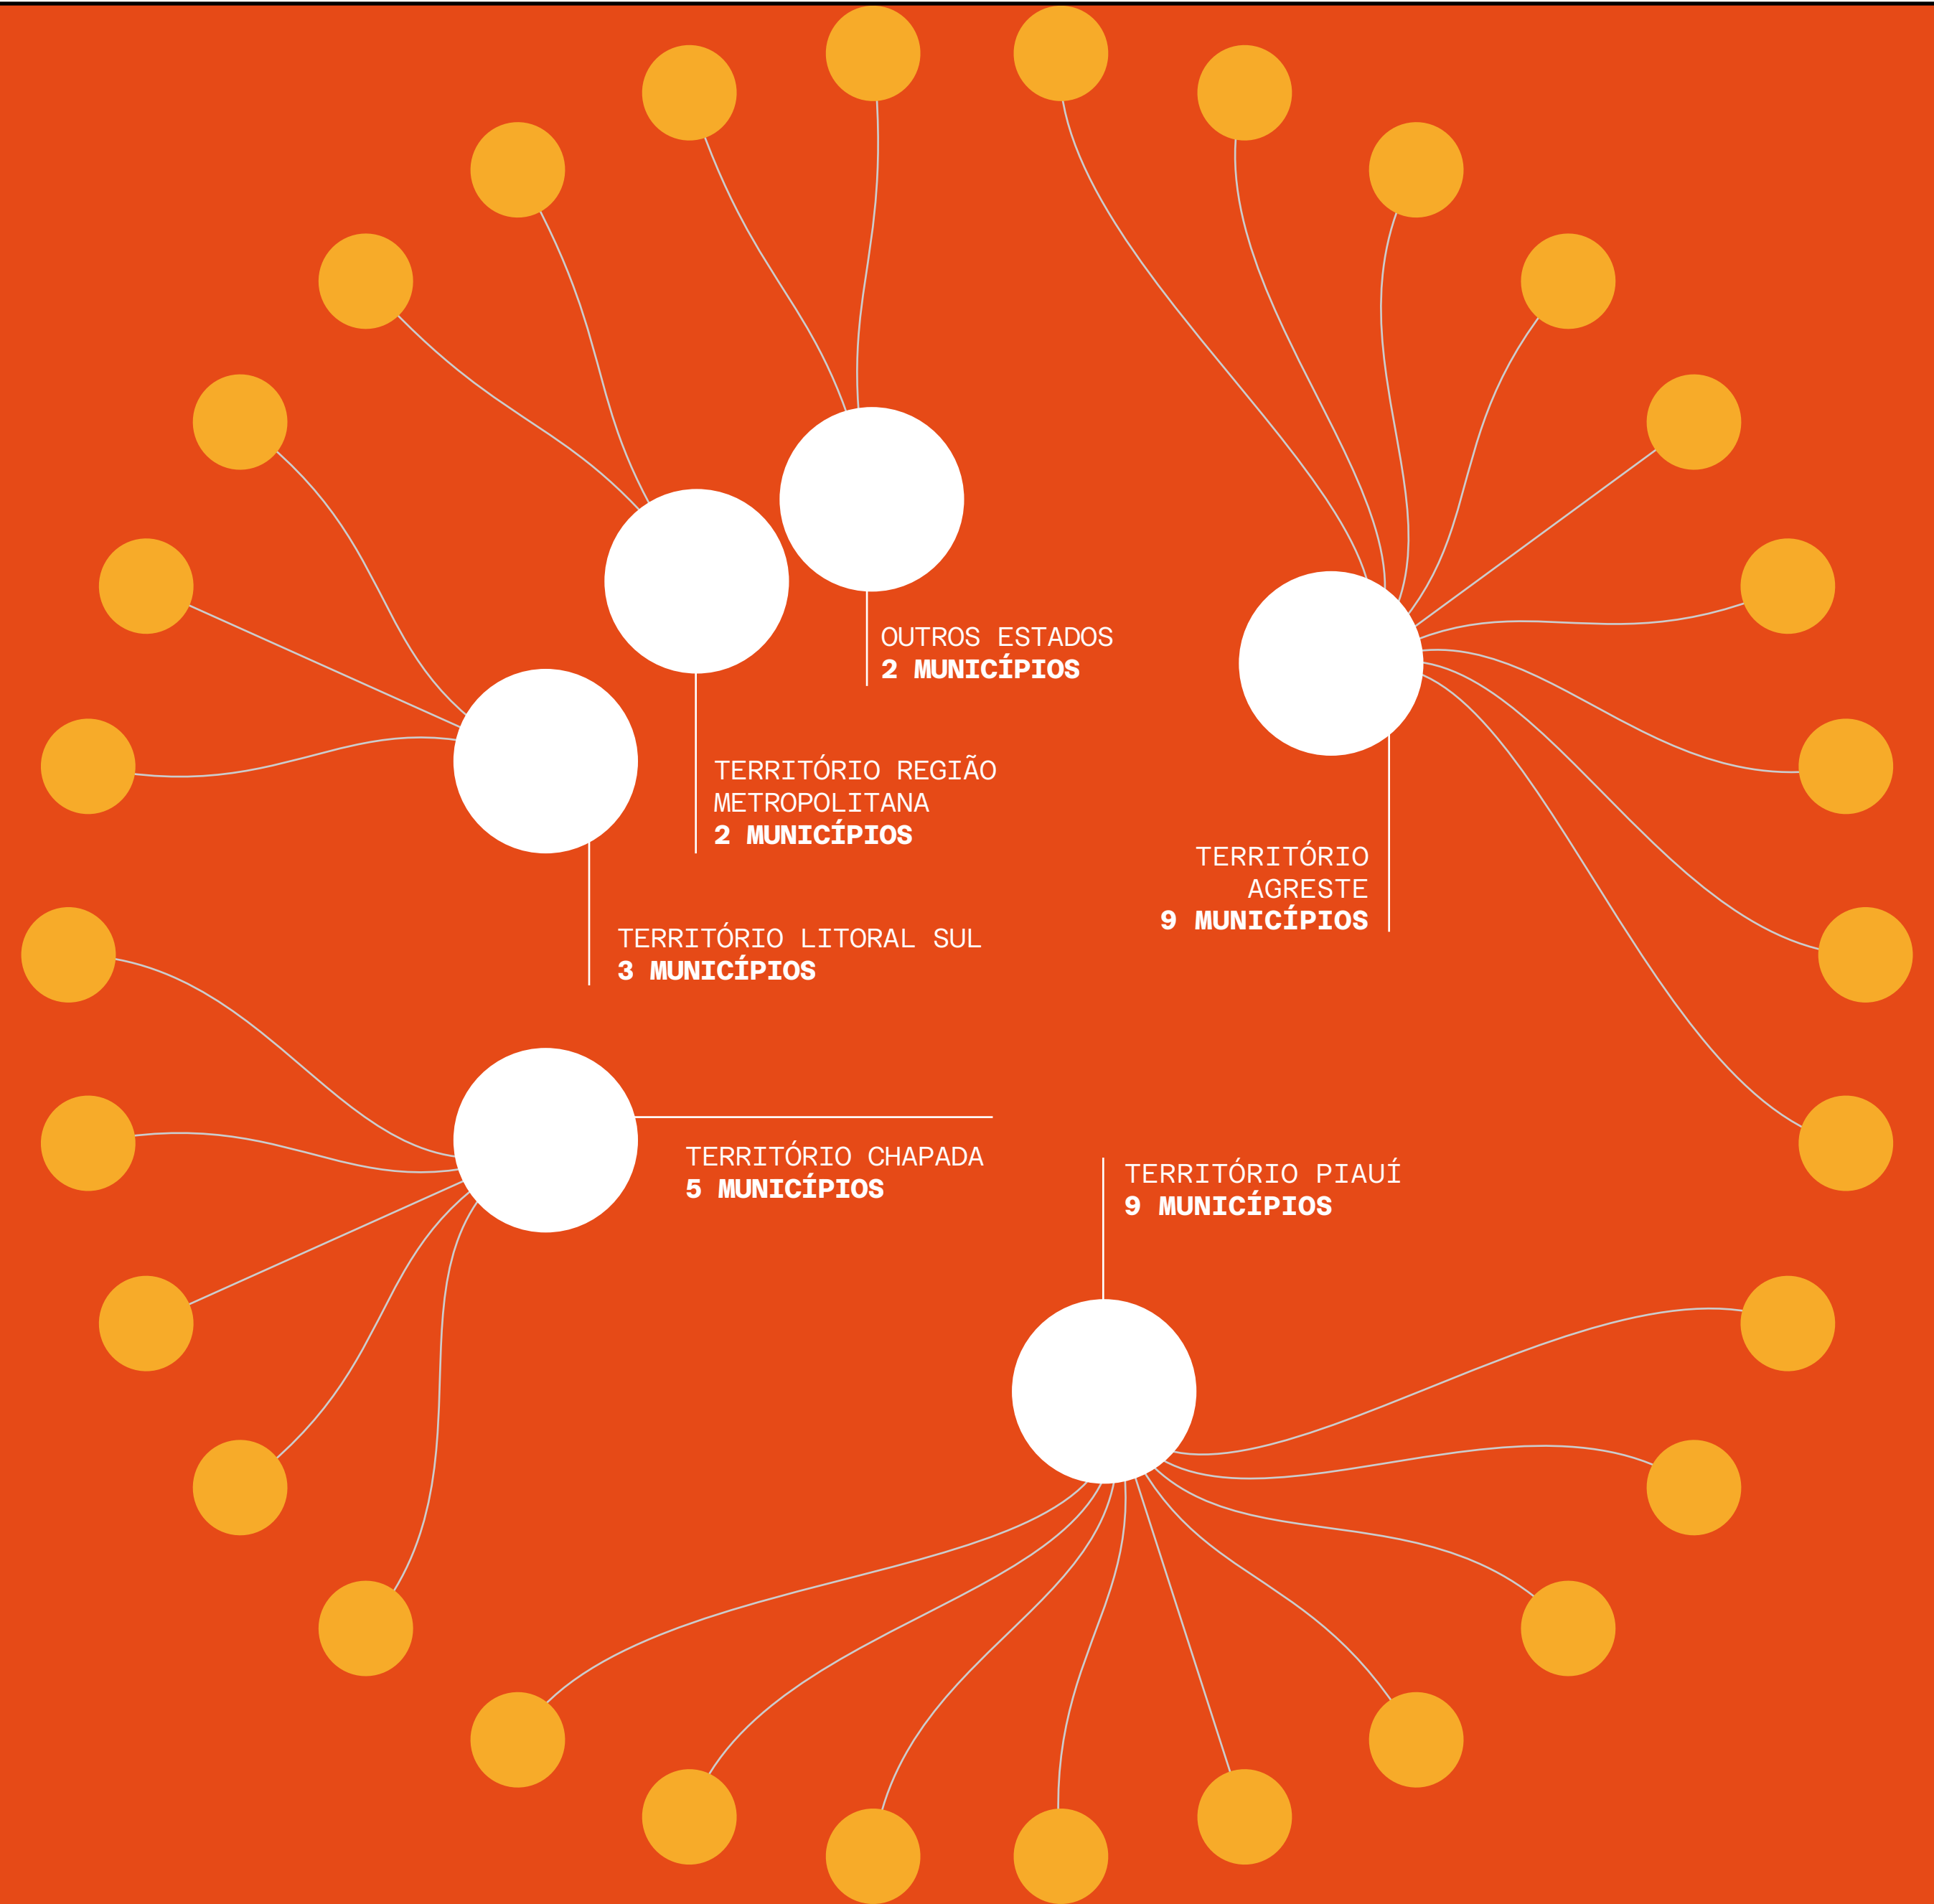 OUTROS ESTADOS
2 MUNICÍPIOS
TERRITÓRIO REGIÃO
METROPOLITANA
2 MUNICÍPIOS
TERRITÓRIO
AGRESTE
9 MUNICÍPIOS
TERRITÓRIO LITORAL SUL
3 MUNICÍPIOS
TERRITÓRIO CHAPADA
5 MUNICÍPIOS
TERRITÓRIO PIAUÍ
9 MUNICÍPIOS